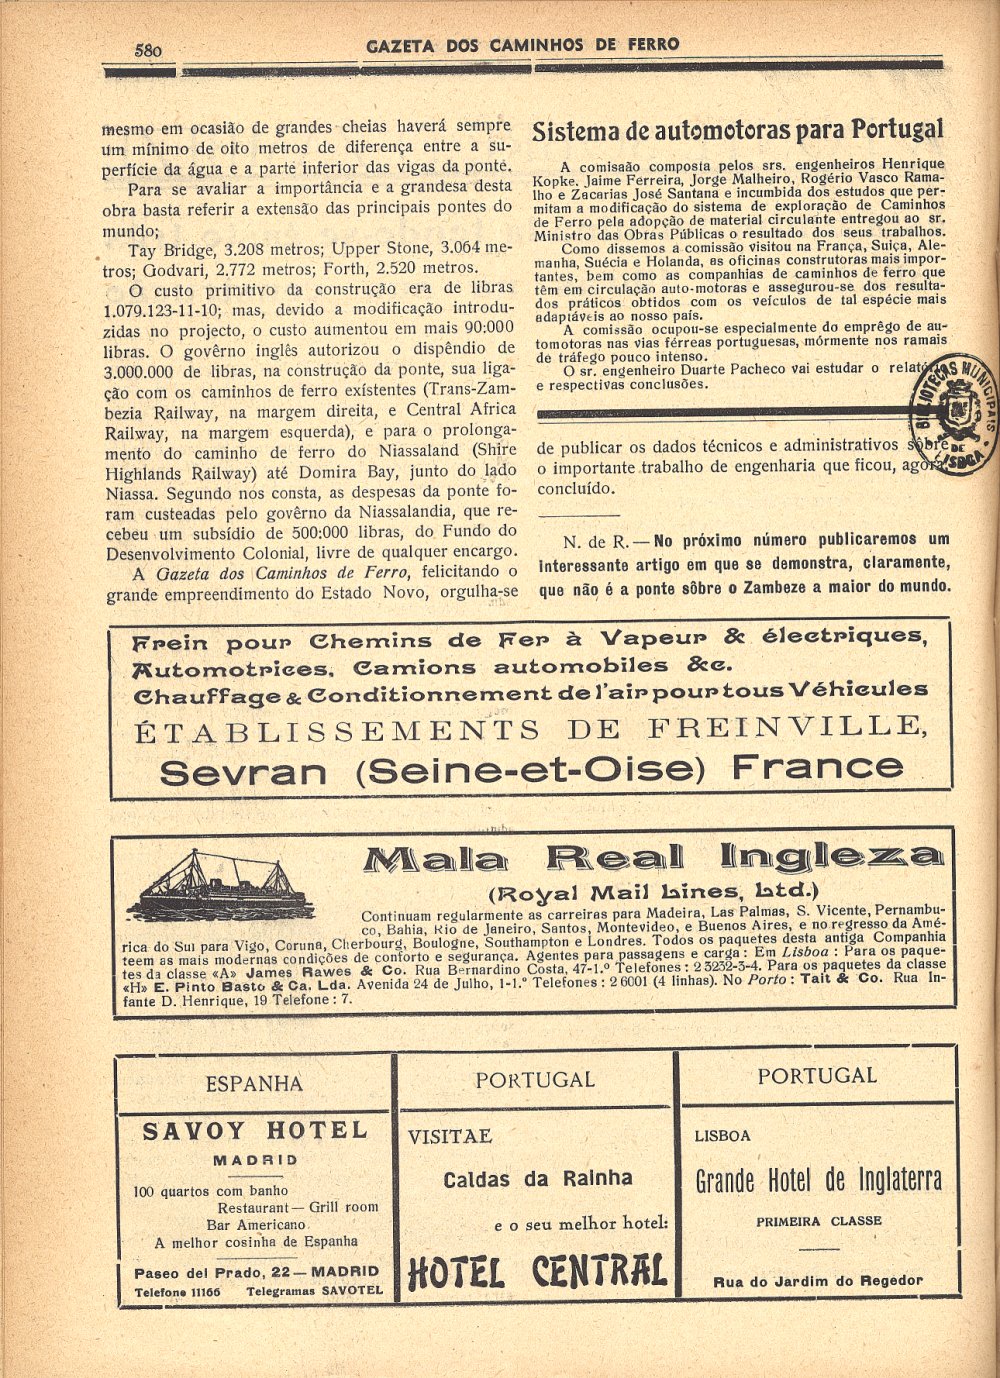 580
GAZETA DOS CAMINHOS DE FERRO
mesmo em ocasião de grandes cheias haverá sempre
um mínimo de oito metros de diferença entre a su-
perfície da água e a parte inferior das vigas da ponte.
Para se avaliar a importância e a grandesa desta
obra basta referir a extensão das principais pontes do
mundo;
Tay Bridge, 3.208 metros; Upper Stone, 3.064 me-
tros; Godvari, 2.772 metros; Forth, 2.520 metros.
O custo primitivo da construção era de libras
1.079.123-11-10; mas, devido a modificação introdu-
zidas no projecto, o custo aumentou em mais 90:000
libras. O govêrno inglês autorizou o dispêndio de
3.000.000 de libras, na construção da ponte, sua liga-
ção com os caminhos de ferro existentes (Trans-Zam-
bezia Railway, na margem direita, e Central Africa
Railway, na margem esquerda), e para o prolonga-
mento do caminho de ferro do Niassaland (Shire
Highlands Railway) até Domira Bay, junto do lado
Niassa. Segundo nos consta, as despesas da ponte fo-
ram custeadas pelo govêrno da Niassalandia, que re-
cebeu um subsídio de 500:000 libras, do Fundo do
Desenvolvimento Colonial, livre de qualquer encargo.
A Gazeta dos Caminhos de Ferro, felicitando o
grande empreendimento do Estado Novo, orgulha-se
Sistema de automotoras para Portugal
A comisaão composta pelos srs. engenheiros Henrique
Kopke, Jaime Ferreira, Jorge Malheiro, Rogério Vasco Rama-
lho e Zacarias José Santana e incumbida dos estudos que per-
mitam a modificação do sistema de exploração de Caminhos
de Ferro pela adopção de material circulante entregou ao sr.
Ministro das Obras Públicas o resultado dos seus trabalhos.
Como dissemos a comissão visitou na França, Suiça, Ale-
manha, Suécia e Holanda, as oficinas construtoras mais impor-
tantes, bem como as companhias de caminhos de ferro que
têm em circulação auto-motoras e assegurou-se dos resulta-
dos práticos obtidos com os veículos de tal espécie mais
adaptáveis ao nosso país.
A comissão ocupou-se especialmente do emprêgo de au-
tomotoras nas vias férreas portuguesas, mórmente nos ramais
de tráfego pouco intenso.
O sr. engenheiro Duarte Pacheco vai estudar o relatório
e respectivas conclusões.
BIBLIOTECAS MUNICIPAIS
DE
LISBOA
de publicar os dados técnicos e administrativos sôbre
o importante trabalho de engenharia que ficou, agora,
concluído.
N. de R.—No próximo número publicaremos um
interessante artigo em que se demonstra, claramente,
que não é a ponte sôbre o Zambeze a maior do mundo.
Frein pour Chemins de Fer à Vapeur & électriques,
Automotrices, Camions automobiles &c.
Chauffage & Conditionnement de l'air pour tous Véhicules
ÉTABLISSEMENTS DE FREINVILLE,
Sevran (Seine-et-Oise) France
Mala Real Ingleza
(Royal Mail Lines, Ltd.)
Continuam regularmente as carreiras para Madeira, Las Palmas, S. Vicente, Pernambu-
co, Bahia, Rio de Janeiro, Santos, Montevideo, e Buenos Aires, e no regresso da Amé-
rica do Sul para Vigo, Coruna, Cherbourg, Boulogne, Southampton e Londres. Todos os paquetes desta antiga Companhia
teem as mais modernas condições de conforto e segurança. Agentes para passagens e carga : Em Lisboa : Para os paque-
tes da classe «A» James Rawes & Co. Rua Bernardino Costa, 47-1.º Telefones : 2 3232-3-4. Para os paquetes da classe
«H» E. Pinto Basto & Ca. Lda. Avenida 24 de Julho, 1-1.º Telefones : 2 6001 (4 linhas). No Porto : Tait & Co. Rua In-
fante D. Henrique, 19 Telefone : 7.
ESPANHA
SAVOY HOTEL
MADRID
100 quartos com banho
Restaurant — Grill room
Bar Americano
A melhor cosinha de Espanha
Paseo del Prado, 22 — MADRID
Telefone 11166 Telegramas SAVOTEL
PORTUGAL
VISITAE
Caldas da Rainha
e o seu melhor hotel:
HOTEL CENTRAL
PORTUGAL
LISBOA
Grande Hotel de Inglaterra
PRIMEIRA CLASSE
Rua do Jardim do Regedor